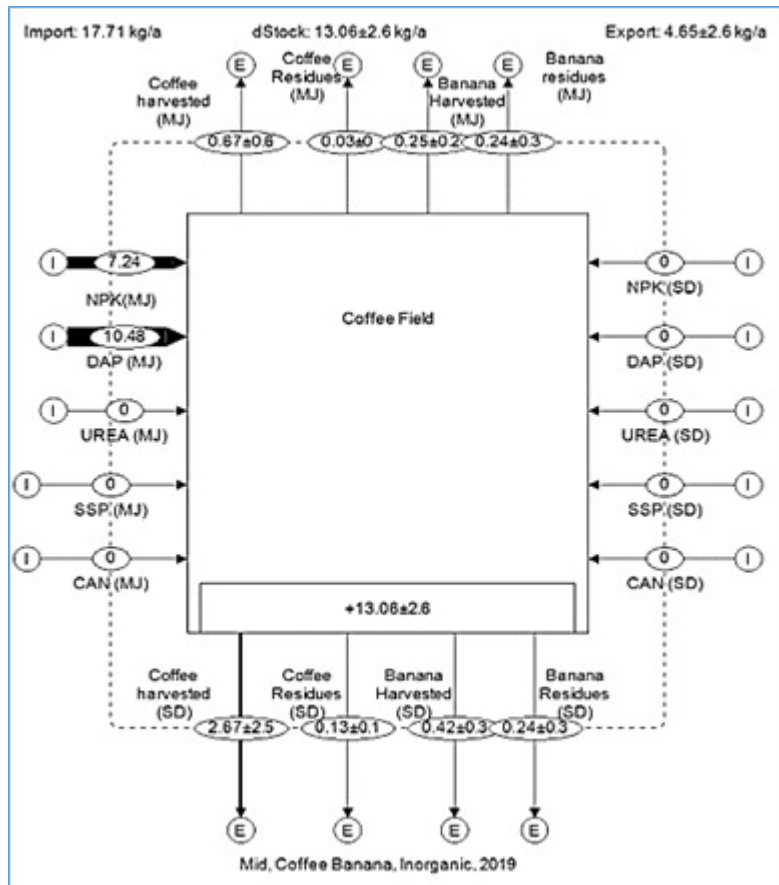 Import: 17.71 kg/a
dStock: 13.06±2.6 kg/a
Export: 4.65±2.6 kg/a
E
E
E
E
Coffee
harvested
(MJ)
Coffee
Residues
(MJ)
Banana
Harvested
(MJ)
Banana
residues
(MJ)
0.67±0.6
0.03±0
0.25±0.2
0.24±0.3
I
7.24
NPK(MJ)
I
10.48
DAP (MJ)
I
0
UREA (MJ)
I
0
SSP.(MJ)
I
0
CAN (MJ)
Coffee Field
0
I
NPK (SD)
0
I
DAP (SD)
0
I
UREA (SD)
0
I
SSP (SD)
0
I
CAN (SD)
+13.06±2.6
Coffee
harvested
(SD)
Coffee
Residues
(SD)
Banana
Harvested
(SD)
Banana
Residues
(SD)
2.67±2.5
0.13±0.1
0.42±0.3
0.24±0.3
E
E
E
E
Mid, Coffee Banana, Inorganic, 2019